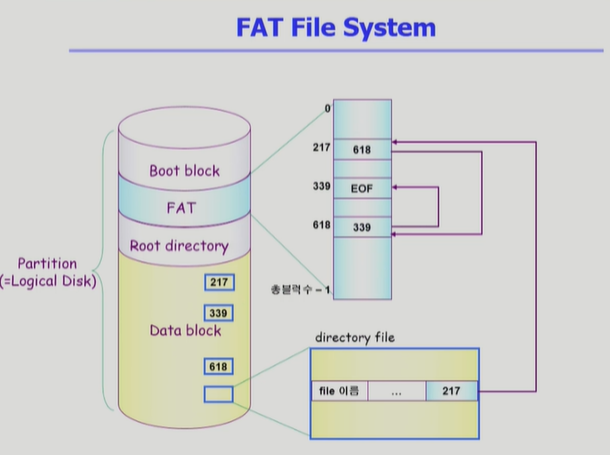 FAT File System
Boot block
FAT
Root directory
Partition
(=Logical Disk)
217
339
Data block
618
0
217 618
339 EOF
618 339
총블럭수 – 1
directory file
file 이름 ... 217